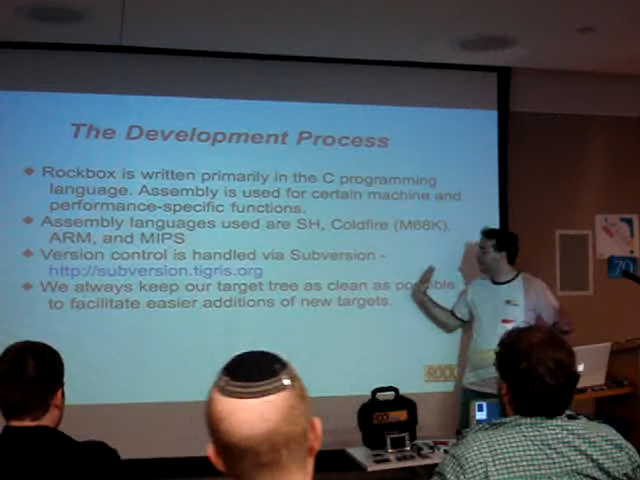 The Development Process
❖ Rockbox is written primarily in the C programming
language. Assembly is used for certain machine and
performance-specific functions.
❖ Assembly languages used are SH, Coldfire (M68K),
ARM, and MIPS
❖ Version control is handled via Subversion -
http://subversion.tigris.org
❖ We always keep our target tree as clean as possible
to facilitate easier additions of new targets.